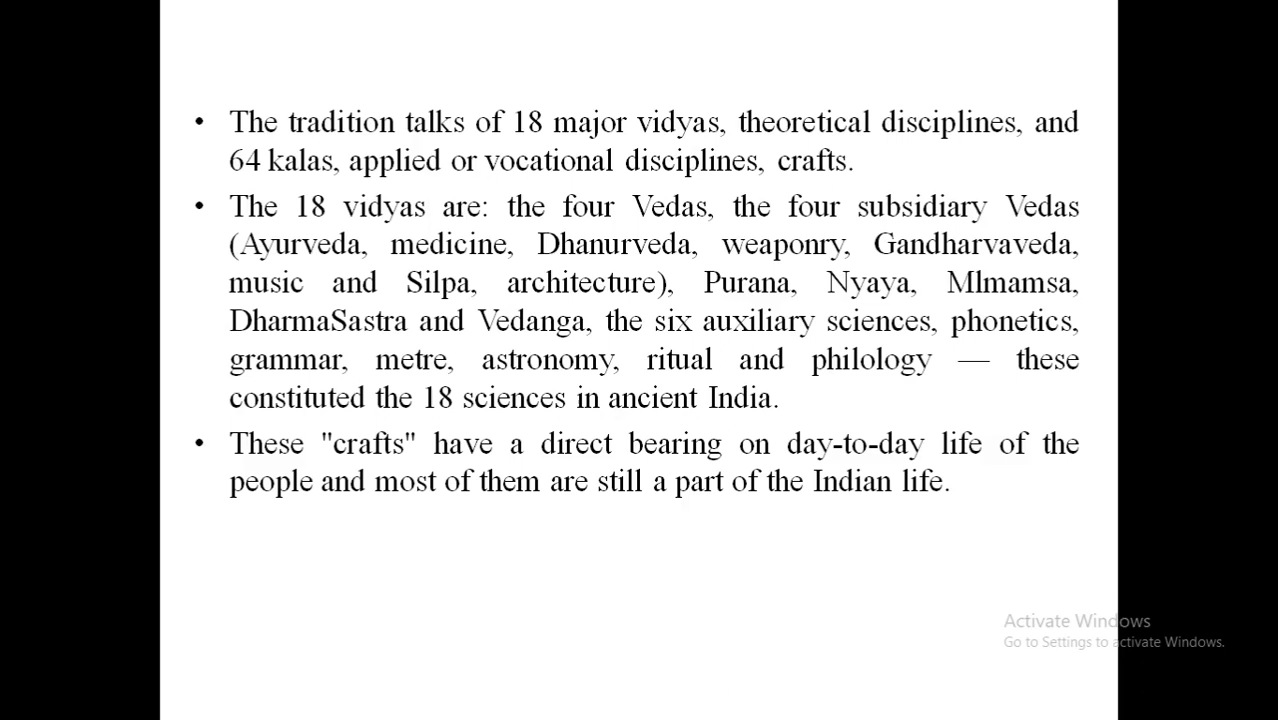 • The tradition talks of 18 major vidyas, theoretical disciplines, and
64 kalas, applied or vocational disciplines, crafts.
• The 18 vidyas are: the four Vedas, the four subsidiary Vedas
(Ayurveda, medicine, Dhanurveda, weaponry, Gandharvaveda,
music and Silpa, architecture), Purana, Nyaya, Mlmamsa,
DharmaSastra and Vedanga, the six auxiliary sciences, phonetics,
grammar, metre, astronomy, ritual and philology — these
constituted the 18 sciences in ancient India.
• These "crafts" have a direct bearing on day-to-day life of the
people and most of them are still a part of the Indian life.
Activate Windows
Go to Settings to activate Windows.